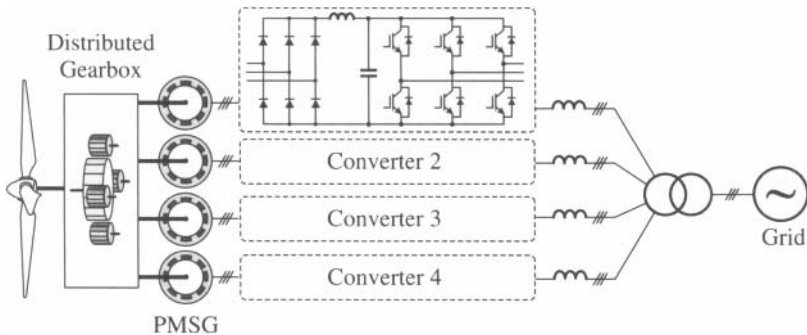 Distributed
Gearbox
Converter 2
Converter 3
Converter 4
Grid
PMSG